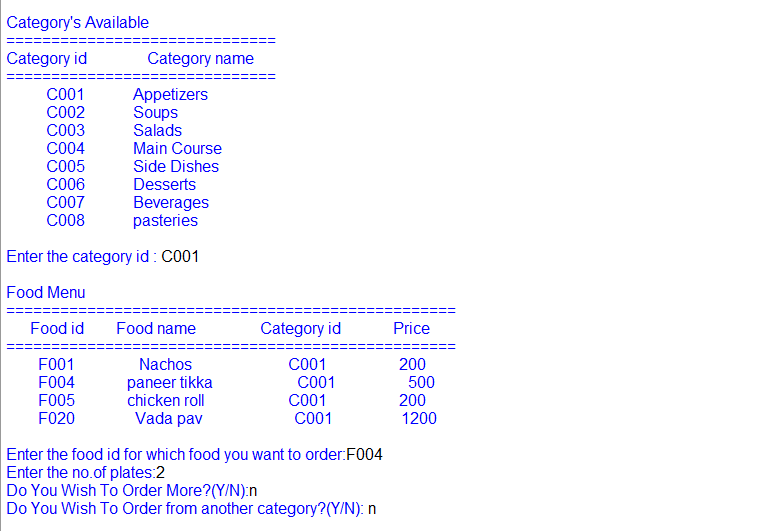 Category's Available
==============================
Category id Category name
==============================
C001 Appetizers
C002 Soups
C003 Salads
C004 Main Course
C005 Side Dishes
C006 Desserts
C007 Beverages
C008 pasteries
Enter the category id : C001
Food Menu
==================================================
Food id Food name Category id Price
==================================================
F001 Nachos C001 200
F004 paneer tikka C001 500
F005 chicken roll C001 200
F020 Vada pav C001 1200
Enter the food id for which food you want to order:F004
Enter the no.of plates:2
Do You Wish To Order More?(Y/N):n
Do You Wish To Order from another category?(Y/N): n